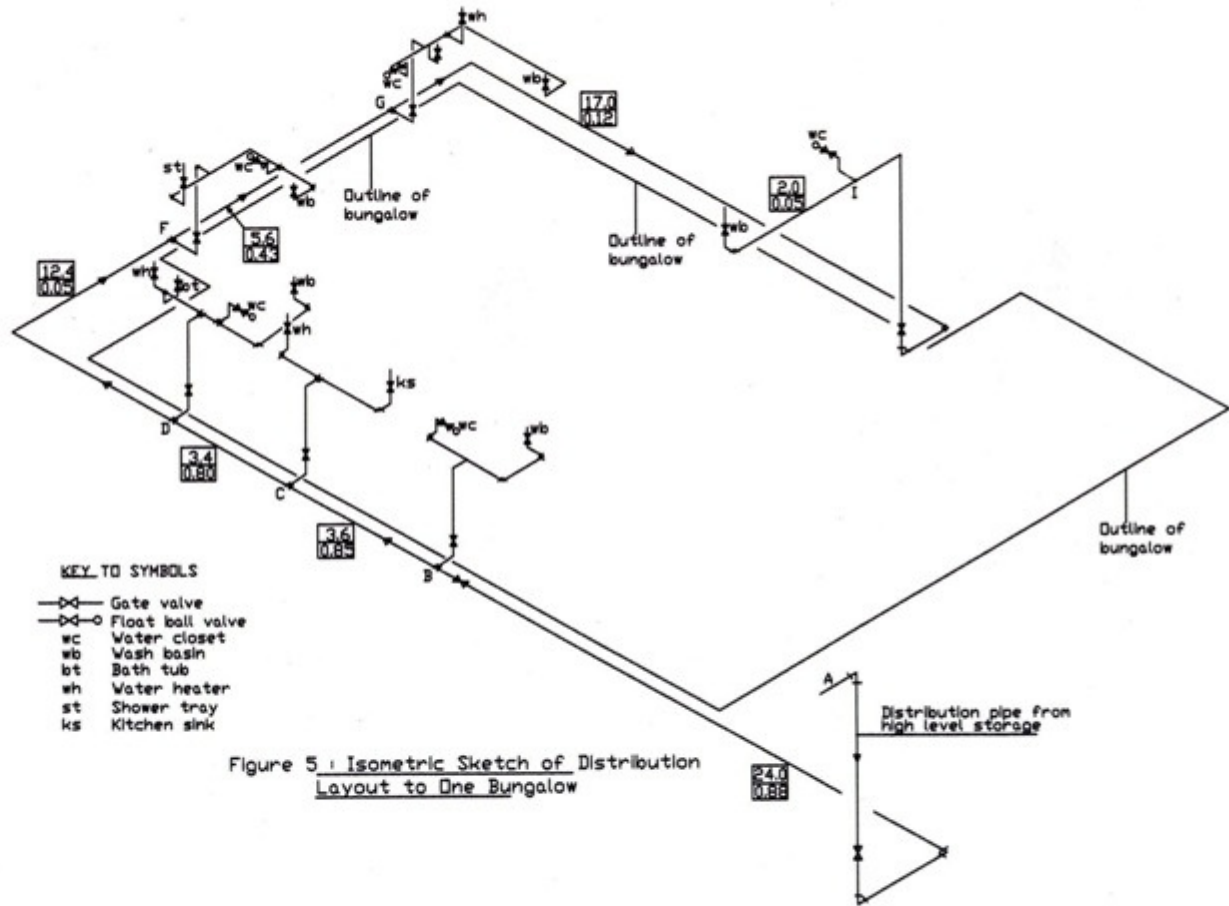 wh
wc
wb
G
17.0
0.12
wc
st
wc
wb
Outline of
bungalow
Outline of
bungalow
2.0
0.05
I
wb
F
5.6
0.43
12.4
0.05
wh
bt
wb
wc
wh
ks
D
3.4
0.80
C
wc
wb
3.6
0.85
B
Outline of
bungalow
KEY TO SYMBOLS
Gate valve
Float ball valve
wc Water closet
wb Wash basin
bt Bath tub
wh Water heater
st Shower tray
ks Kitchen sink
A
Distribution pipe from
high level storage
24.0
0.88
Figure 5 : Isometric Sketch of Distribution
Layout to One Bungalow